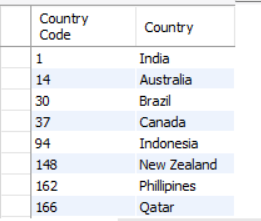 Country Code Country
1 India
14 Australia
30 Brazil
37 Canada
94 Indonesia
148 New Zealand
162 Phillipines
166 Qatar